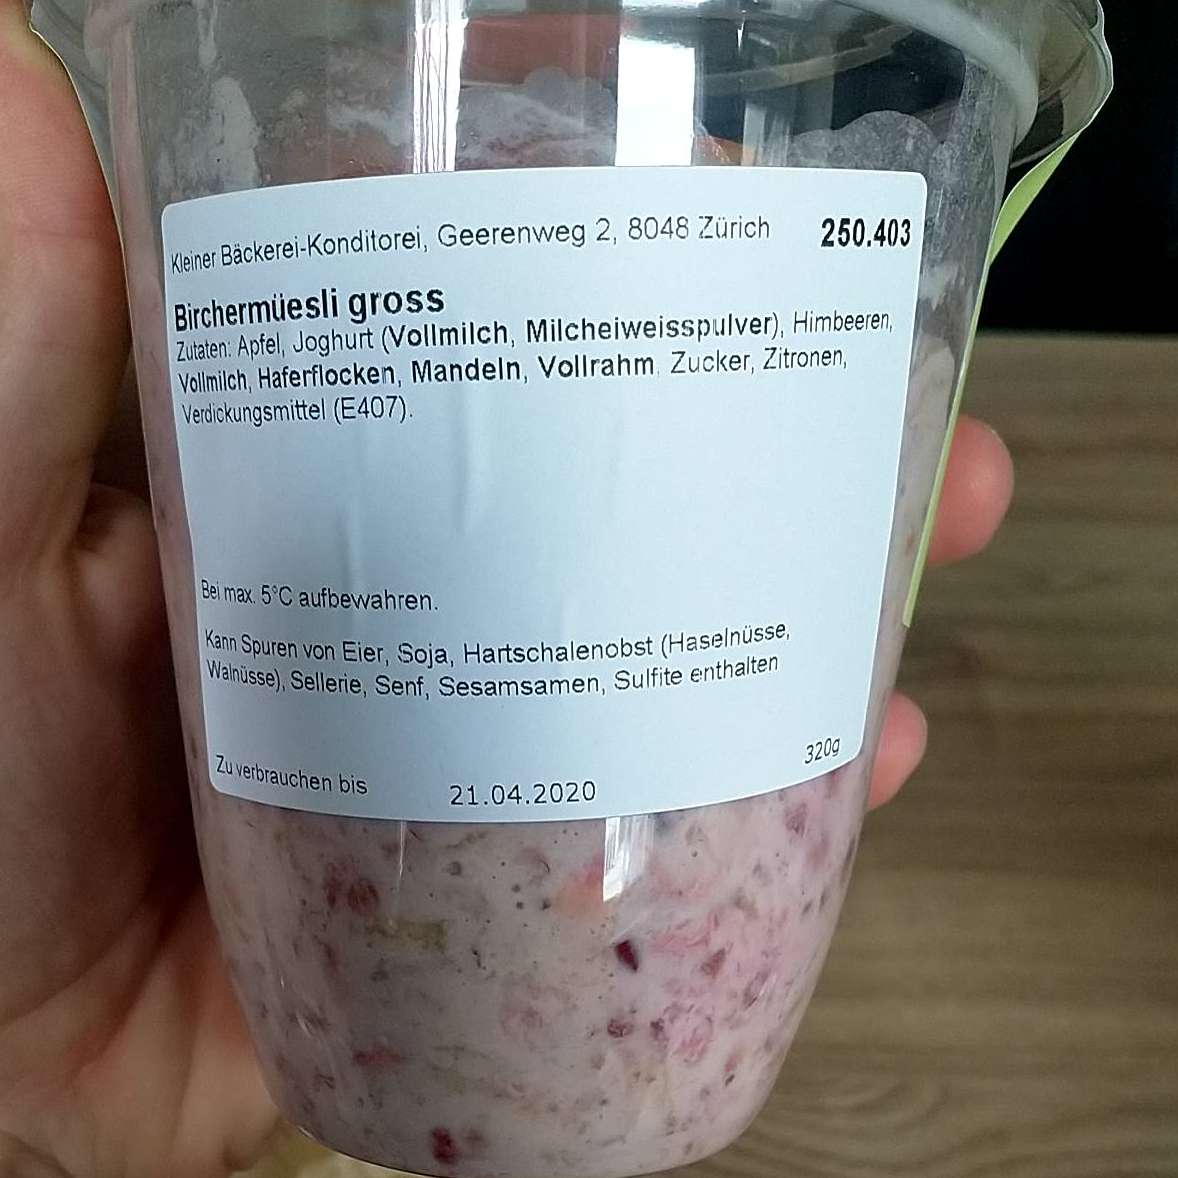 Kleiner Bäckerei-Konditorei, Geerenweg 2, 8048 Zürich 250.403
Birchermüesli gross
Zutaten: Apfel, Joghurt (Vollmilch, Milcheiweisspulver), Himbeeren,
Vollmilch, Haferflocken, Mandeln, Vollrahm, Zucker, Zitronen,
Verdickungsmittel (E407).
Bei max. 5°C aufbewahren.
Kann Spuren von Eier, Soja, Hartschalenobst (Haselnüsse,
Walnüsse), Sellerie, Senf, Sesamsamen, Sulfite enthalten
320g
Zu verbrauchen bis 21.04.2020